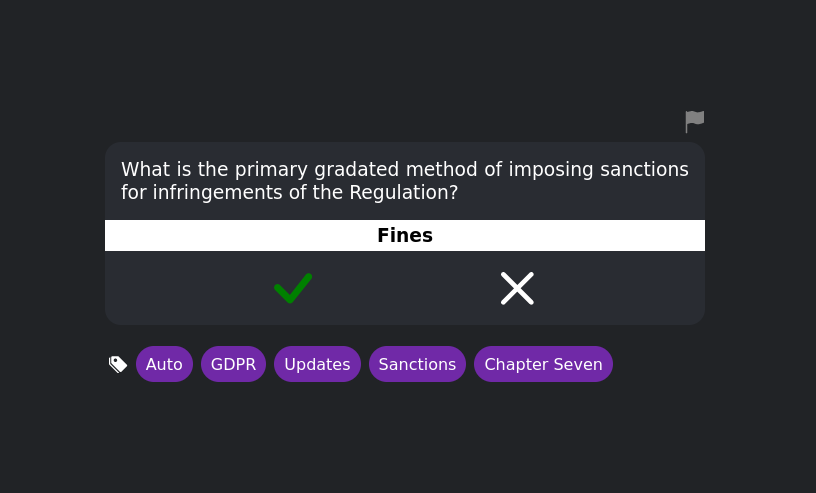 What is the primary gradated method of imposing sanctions
for infringements of the Regulation?
Fines
Auto GDPR Updates Sanctions Chapter Seven